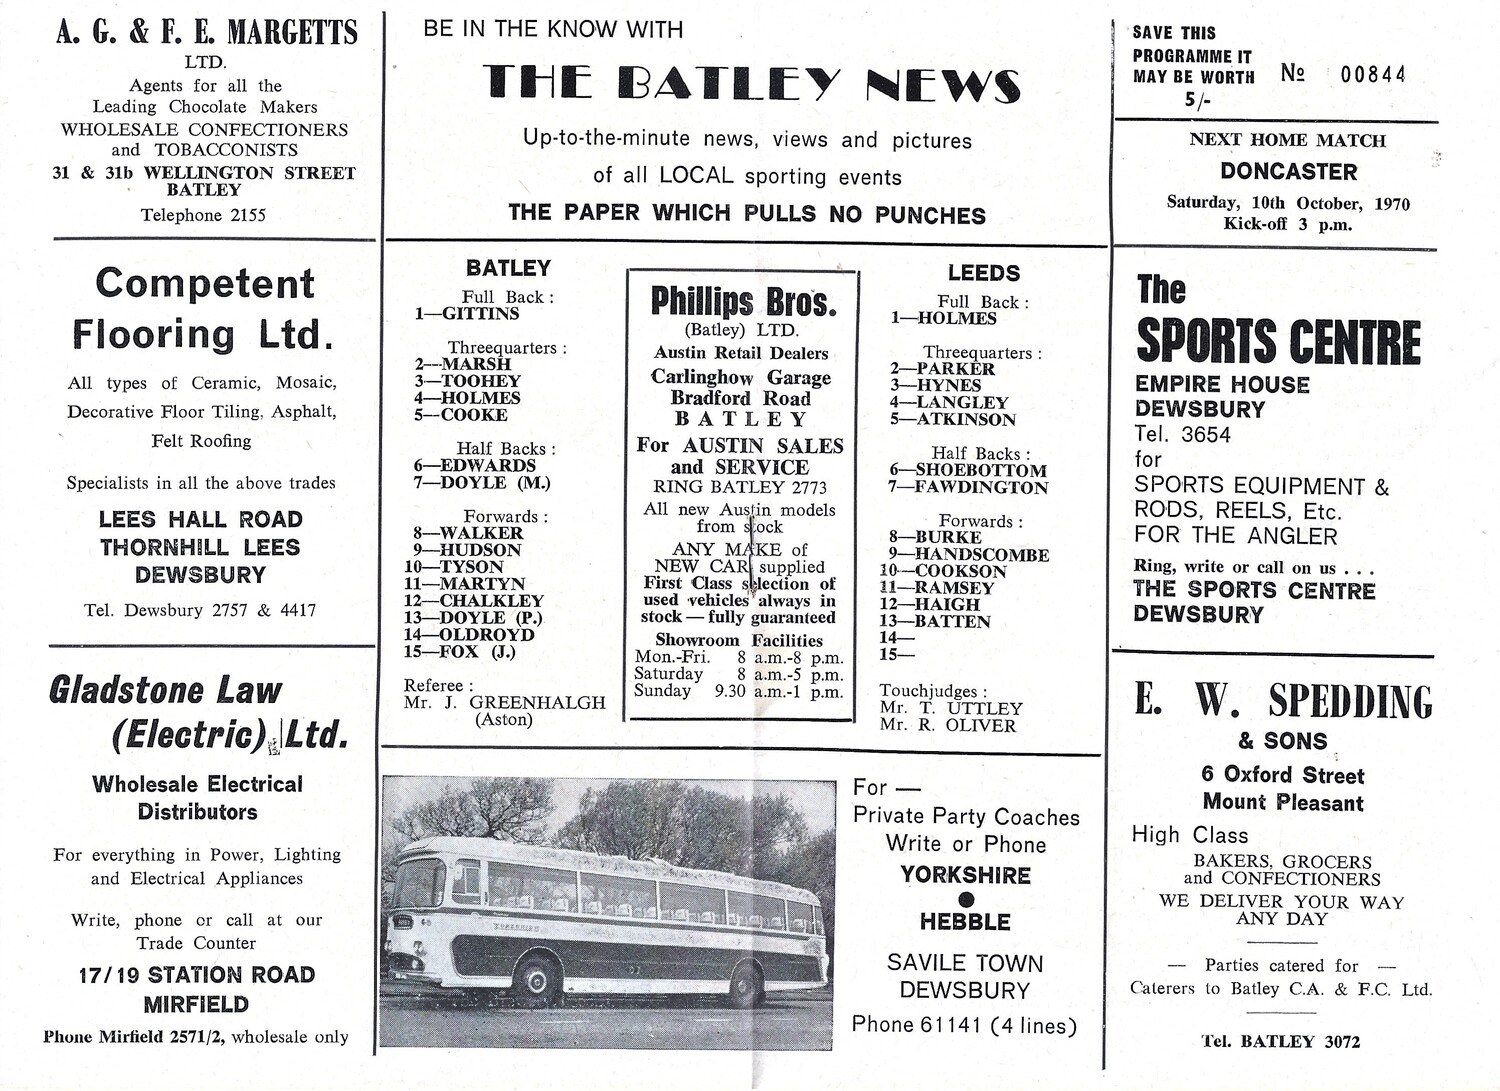 A. G. & F. E. MARGETTS
LTD.
Agents for all the
Leading Chocolate Makers
WHOLESALE CONFECTIONERS
and TOBACCONISTS
31 & 31b WELLINGTON STREET
BATLEY
Telephone 2155
Competent
Flooring Ltd.
All types of Ceramic, Mosaic,
Decorative Floor Tiling, Asphalt,
Felt Roofing
Specialists in all the above trades
LEES HALL ROAD
THORNHILL LEES
DEWSBURY
Tel. Dewsbury 2757 & 4417
Gladstone Law
(Electric) Ltd.
Wholesale Electrical
Distributors
For everything in Power, Lighting
and Electrical Appliances
Write, phone or call at our
Trade Counter
17/19 STATION ROAD
MIRFIELD
Phone Mirfield 2571/2, wholesale only
BE IN THE KNOW WITH
THE BATLEY NEWS
Up-to-the-minute news, views and pictures
of all LOCAL sporting events
THE PAPER WHICH PULLS NO PUNCHES
BATLEY
Full Back :
1—GITTINS
Threequarters :
2—MARSH
3—TOOHEY
4—HOLMES
5—COOKE
Half Backs :
6—EDWARDS
7—DOYLE (M.)
Forwards :
8—WALKER
9—HUDSON
10—TYSON
11—MARTYN
12—CHALKLEY
13—DOYLE (P.)
14—OLDROYD
15—FOX (J.)
Referee :
Mr. J. GREENHALGH
(Aston)
Phillips Bros.
(Batley) LTD.
Austin Retail Dealers
Carlinghow Garage
Bradford Road
BATLEY
For AUSTIN SALES
and SERVICE
RING BATLEY 2773
All new Austin models
from stock
ANY MAKE of
NEW CAR supplied
First Class selection of
used vehicles always in
stock — fully guaranteed
Showroom Facilities
Mon.-Fri. 8 a.m.-8 p.m.
Saturday 8 a.m.-5 p.m.
Sunday 9.30 a.m.-1 p.m.
LEEDS
Full Back :
1—HOLMES
Threequarters :
2—PARKER
3—HYNES
4—LANGLEY
5—ATKINSON
Half Backs :
6—SHOEBOTTOM
7—FAWDINGTON
Forwards :
8—BURKE
9—HANDSCOMBE
10—COOKSON
11—RAMSEY
12—HAIGH
13—BATTEN
14—
15—
Touchjudges :
Mr. T. UTTLEY
Mr. R. OLIVER
For —
Private Party Coaches
Write or Phone
YORKSHIRE
●
HEBBLE
SAVILE TOWN
DEWSBURY
Phone 61141 (4 lines)
SAVE THIS
PROGRAMME IT
MAY BE WORTH
5/-
No 00844
NEXT HOME MATCH
DONCASTER
Saturday, 10th October, 1970
Kick-off 3 p.m.
The
SPORTS CENTRE
EMPIRE HOUSE
DEWSBURY
Tel. 3654
for
SPORTS EQUIPMENT &
RODS, REELS, Etc.
FOR THE ANGLER
Ring, write or call on us . . .
THE SPORTS CENTRE
DEWSBURY
E. W. SPEDDING
& SONS
6 Oxford Street
Mount Pleasant
High Class
BAKERS, GROCERS
and CONFECTIONERS
WE DELIVER YOUR WAY
ANY DAY
— Parties catered for —
Caterers to Batley C.A. & F.C. Ltd.
Tel. BATLEY 3072